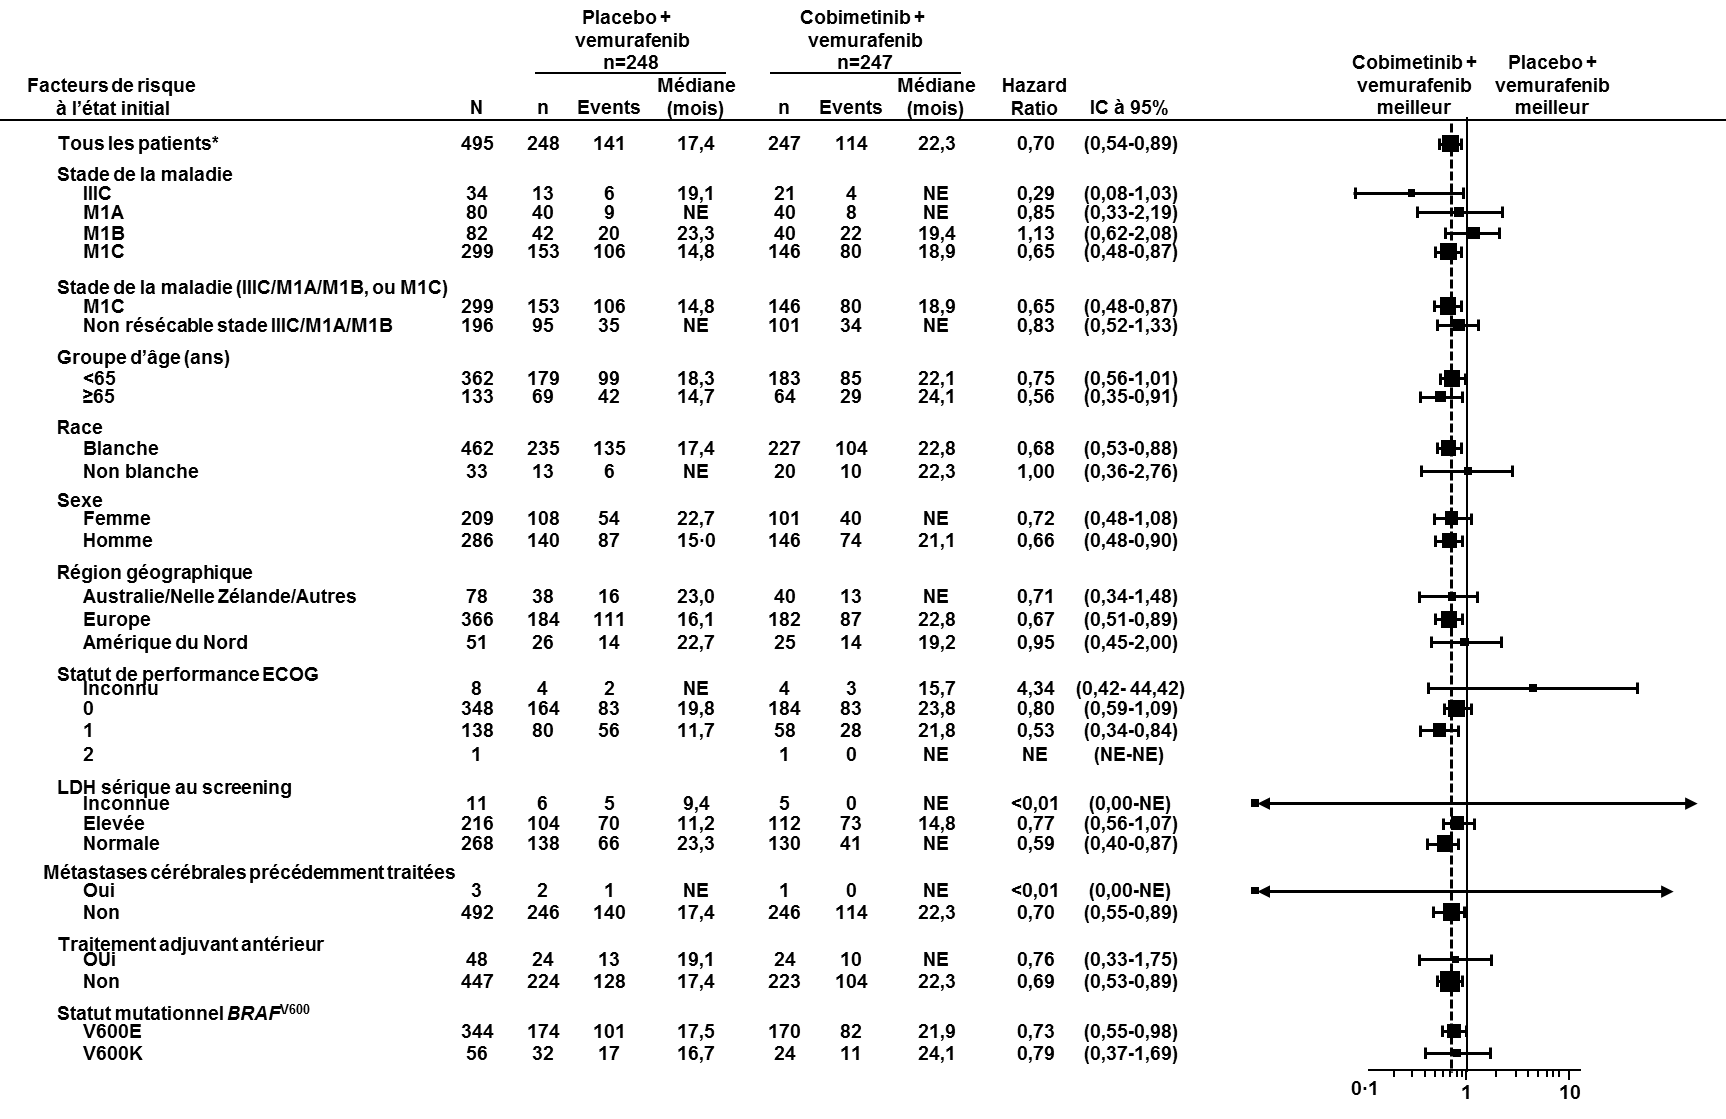 Placebo + Cobimetinib +
vemurafenib vemurafenib
n=248 n=247 Cobimetinib + Placebo +
Facteurs de risque Médiane Médiane Hazard vemurafenib vemurafenib
à l’état initial N n Events (mois) n Events (mois) Ratio IC à 95% meilleur meilleur
Tous les patients* 495 248 141 17,4 247 114 22,3 0,70 (0,54-0,89)
Stade de la maladie
IIIC 34 13 6 19,1 21 4 NE 0,29 (0,08-1,03)
M1A 80 40 9 NE 40 8 NE 0,85 (0,33-2,19)
M1B 82 42 20 23,3 40 22 19,4 1,13 (0,62-2,08)
M1C 299 153 106 14,8 146 80 18,9 0,65 (0,48-0,87)
Stade de la maladie (IIIC/M1A/M1B, ou M1C)
M1C 299 153 106 14,8 146 80 18,9 0,65 (0,48-0,87)
Non résécable stade IIIC/M1A/M1B 196 95 35 NE 101 34 NE 0,83 (0,52-1,33)
Groupe d’âge (ans)
<65 362 179 99 18,3 183 85 22,1 0,75 (0,56-1,01)
≥65 133 69 42 14,7 64 29 24,1 0,56 (0,35-0,91)
Race
Blanche 462 235 135 17,4 227 104 22,8 0,68 (0,53-0,88)
Non blanche 33 13 6 NE 20 10 22,3 1,00 (0,36-2,76)
Sexe
Femme 209 108 54 22,7 101 40 NE 0,72 (0,48-1,08)
Homme 286 140 87 15·0 146 74 21,1 0,66 (0,48-0,90)
Région géographique
Australie/Nelle Zélande/Autres 78 38 16 23,0 40 13 NE 0,71 (0,34-1,48)
Europe 366 184 111 16,1 182 87 22,8 0,67 (0,51-0,89)
Amérique du Nord 51 26 14 22,7 25 14 19,2 0,95 (0,45-2,00)
Statut de performance ECOG
Inconnu 8 4 2 NE 4 3 15,7 4,34 (0,42- 44,42)
0 348 164 83 19,8 184 83 23,8 0,80 (0,59-1,09)
1 138 80 56 11,7 58 28 21,8 0,53 (0,34-0,84)
2 1 1 0 NE NE (NE-NE)
LDH sérique au screening
Inconnue 11 6 5 9,4 5 0 NE <0,01 (0,00-NE)
Elevée 216 104 70 11,2 112 73 14,8 0,77 (0,56-1,07)
Normale 268 138 66 23,3 130 41 NE 0,59 (0,40-0,87)
Métastases cérébrales précédemment traitées
Oui 3 2 1 NE 1 0 NE <0,01 (0,00-NE)
Non 492 246 140 17,4 246 114 22,3 0,70 (0,55-0,89)
Traitement adjuvant antérieur
OUi 48 24 13 19,1 24 10 NE 0,76 (0,33-1,75)
Non 447 224 128 17,4 223 104 22,3 0,69 (0,53-0,89)
Statut mutationnel BRAFV600
V600E 344 174 101 17,5 170 82 21,9 0,73 (0,55-0,98)
V600K 56 32 17 16,7 24 11 24,1 0,79 (0,37-1,69)
0·1 1 10